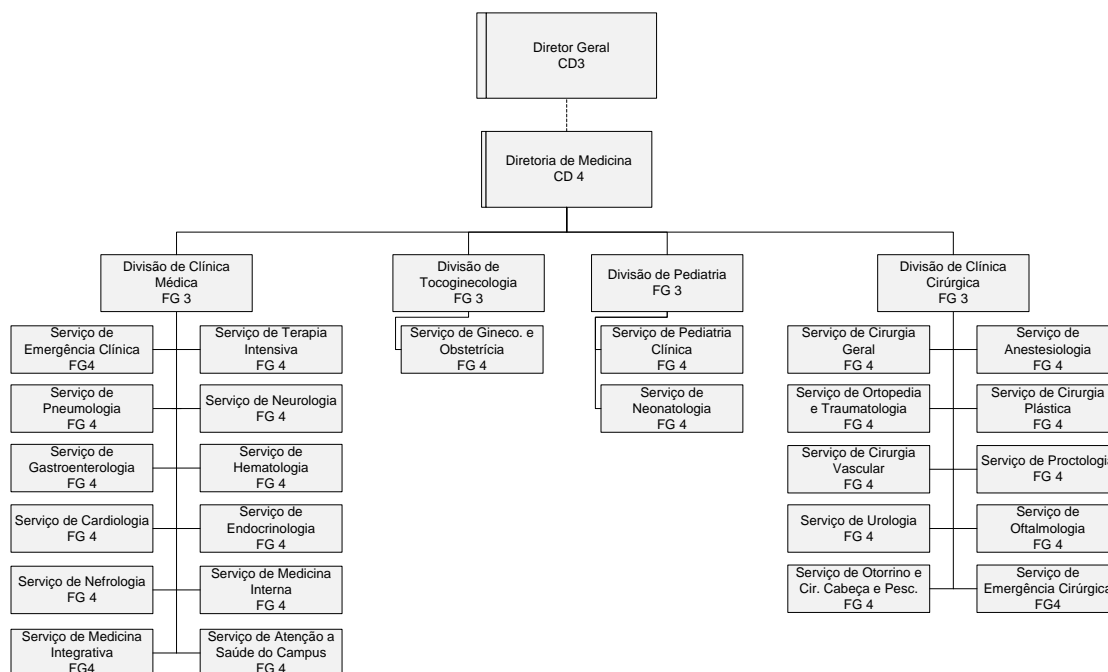 Diretor Geral
CD3
Diretoria de Medicina
CD 4
Divisão de Clínica
Médica
FG 3
Divisão de
Tocoginecologia
FG 3
Divisão de Pediatria
FG 3
Divisão de Clínica
Cirúrgica
FG 3
Serviço de
Emergência Clínica
FG4
Serviço de Terapia
Intensiva
FG 4
Serviço de
Pneumologia
FG 4
Serviço de Neurologia
FG 4
Serviço de
Gastroenterologia
FG 4
Serviço de
Hematologia
FG 4
Serviço de Cardiologia
FG 4
Serviço de
Endocrinologia
FG 4
Serviço de Nefrologia
FG 4
Serviço de Medicina
Interna
FG 4
Serviço de Medicina
Integrativa
FG4
Serviço de Atenção a
Saúde do Campus
FG 4
Serviço de Gineco. e
Obstetrícia
FG 4
Serviço de Pediatria
Clínica
FG 4
Serviço de
Neonatologia
FG 4
Serviço de Cirurgia
Geral
FG 4
Serviço de
Anestesiologia
FG 4
Serviço de Ortopedia
e Traumatologia
FG 4
Serviço de Cirurgia
Plástica
FG 4
Serviço de Cirurgia
Vascular
FG 4
Serviço de Proctologia
FG 4
Serviço de Urologia
FG 4
Serviço de
Oftalmologia
FG 4
Serviço de Otorrino e
Cir. Cabeça e Pesc.
FG 4
Serviço de
Emergência Cirúrgica
FG4